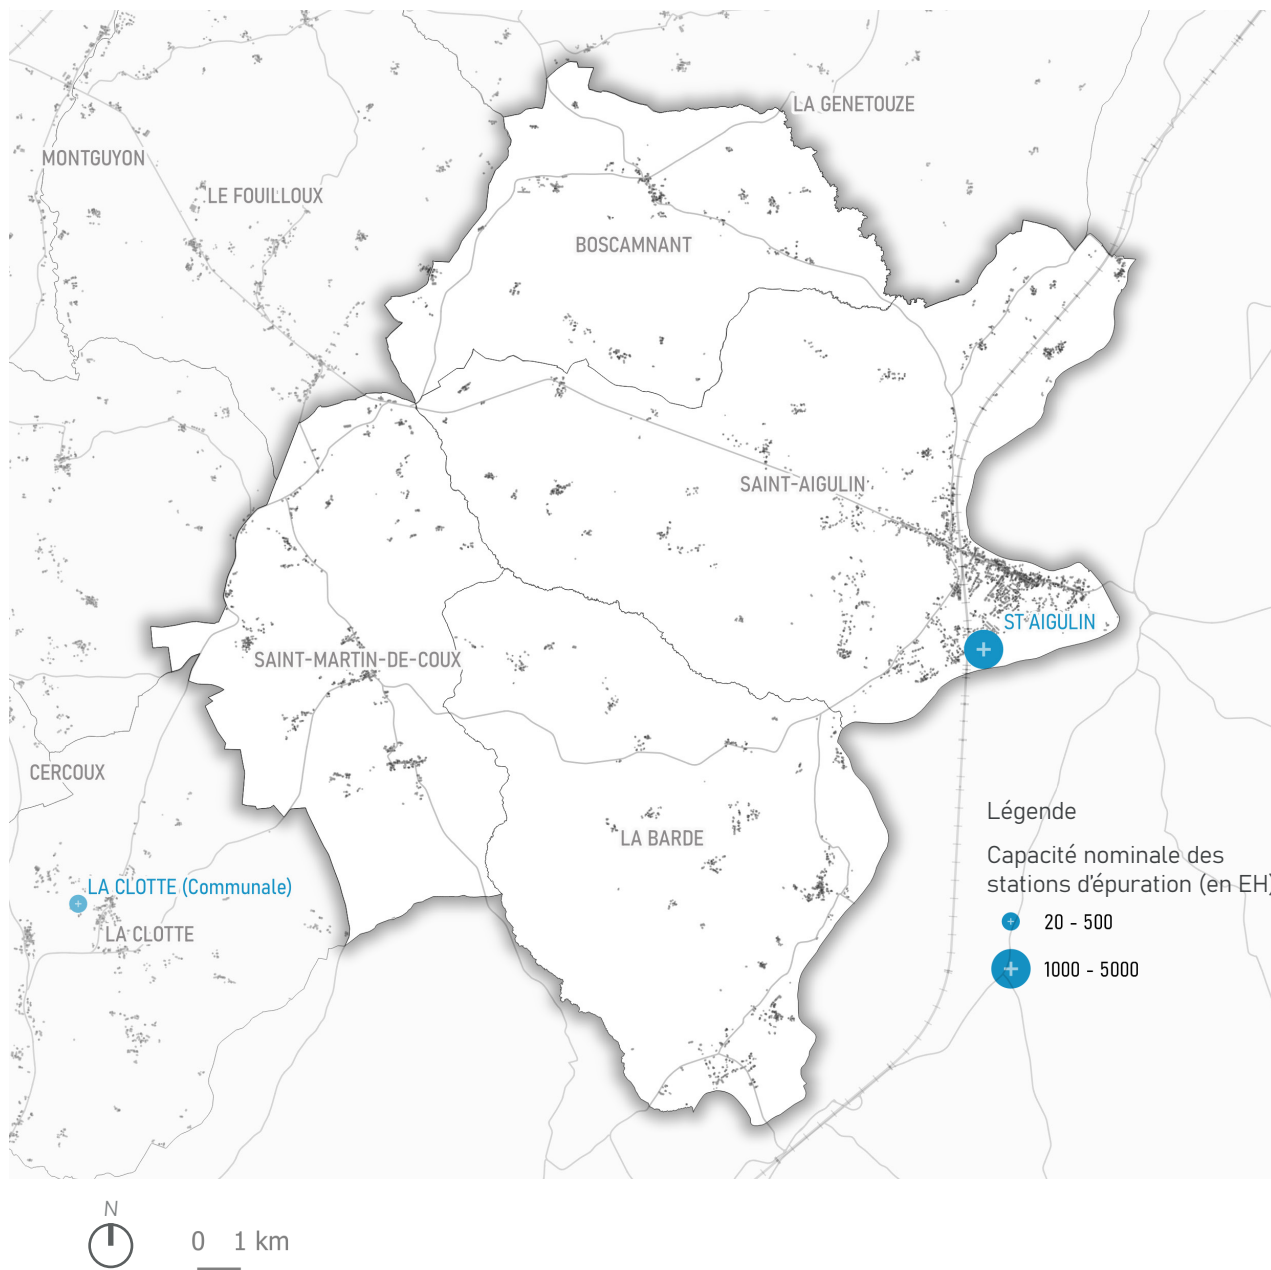 LA GENETOUZE
MONTGUYON
LE FOUILLOUX
BOSCAMNANT
SAINT-AIGULIN
ST AIGULIN
SAINT-MARTIN-DE-COUX
CERCOUX
LA BARDE
LA CLOTTE (Communale)
LA CLOTTE
Légende
Capacité nominale des
stations d'épuration (en EH)
20 - 500
1000 - 5000
N
0 1 km